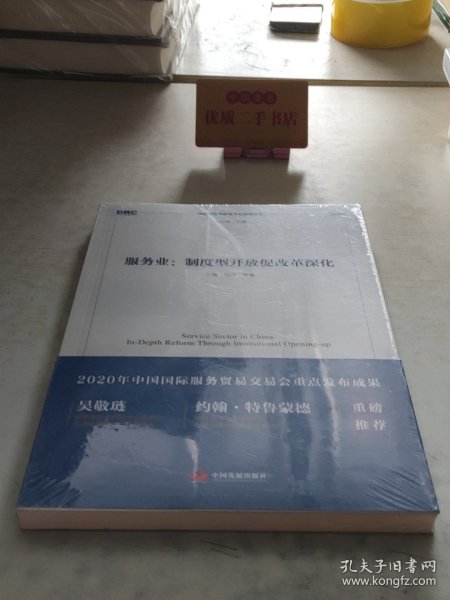 中国书店
优质二手书店
DRC
服务业：制度型开放促改革深化
Service Sector in China:
In-Depth Reform Through Institutional Opening-up
2020年中国国际服务贸易交易会重点发布成果
吴敬琏 约翰·特鲁蒙德 重磅
推荐
中国发展出版社
孔夫子旧书网
www.kongfz.com